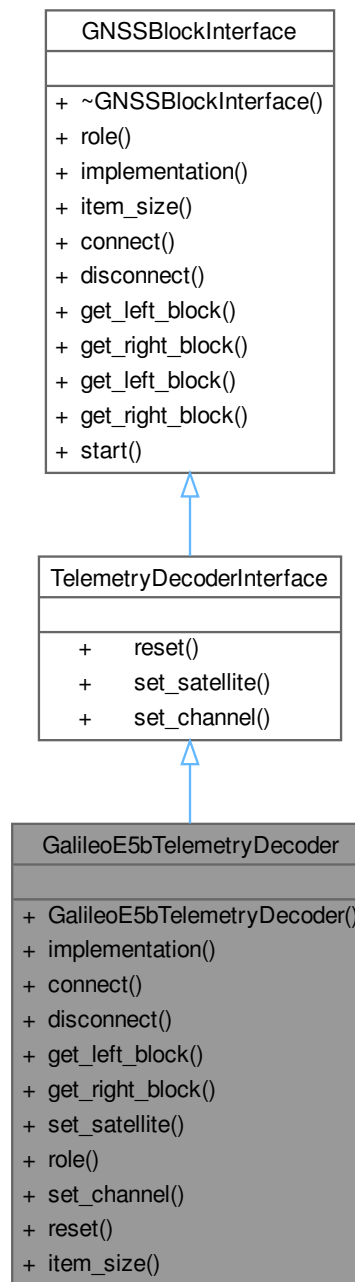 GNSSBlockInterface
+ ~GNSSBlockInterface()
+ role()
+ implementation()
+ item_size()
+ connect()
+ disconnect()
+ get_left_block()
+ get_right_block()
+ get_left_block()
+ get_right_block()
+ start()
TelemetryDecoderInterface
+ reset()
+ set_satellite()
+ set_channel()
GalileoE5bTelemetryDecoder
+ GalileoE5bTelemetryDecoder()
+ implementation()
+ connect()
+ disconnect()
+ get_left_block()
+ get_right_block()
+ set_satellite()
+ role()
+ set_channel()
+ reset()
+ item_size()